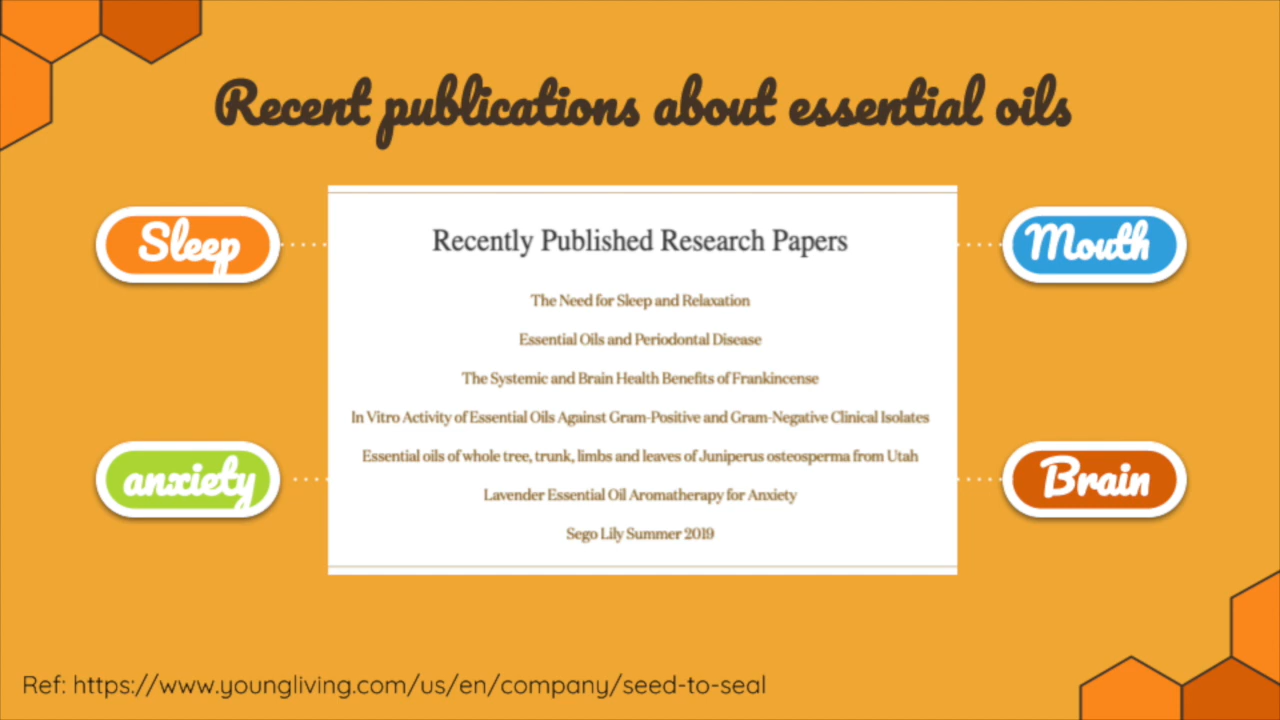 Recent publications about essential oils
Sleep
Mouth
Recently Published Research Papers
The Need for Sleep and Relaxation
Essential Oils and Periodontal Disease
The Systemic and Brain Health Benefits of Frankincense
In Vitro Activity of Essential Oils Against Gram-Positive and Gram-Negative Clinical Isolates
Essential oils of whole tree, trunk, limbs and leaves of Juniperus osteosperma from Utah
Lavender Essential Oil Aromatherapy for Anxiety
Sego Lily Summer 2019
anxiety
Brain
Ref: https://www.youngliving.com/us/en/company/seed-to-seal